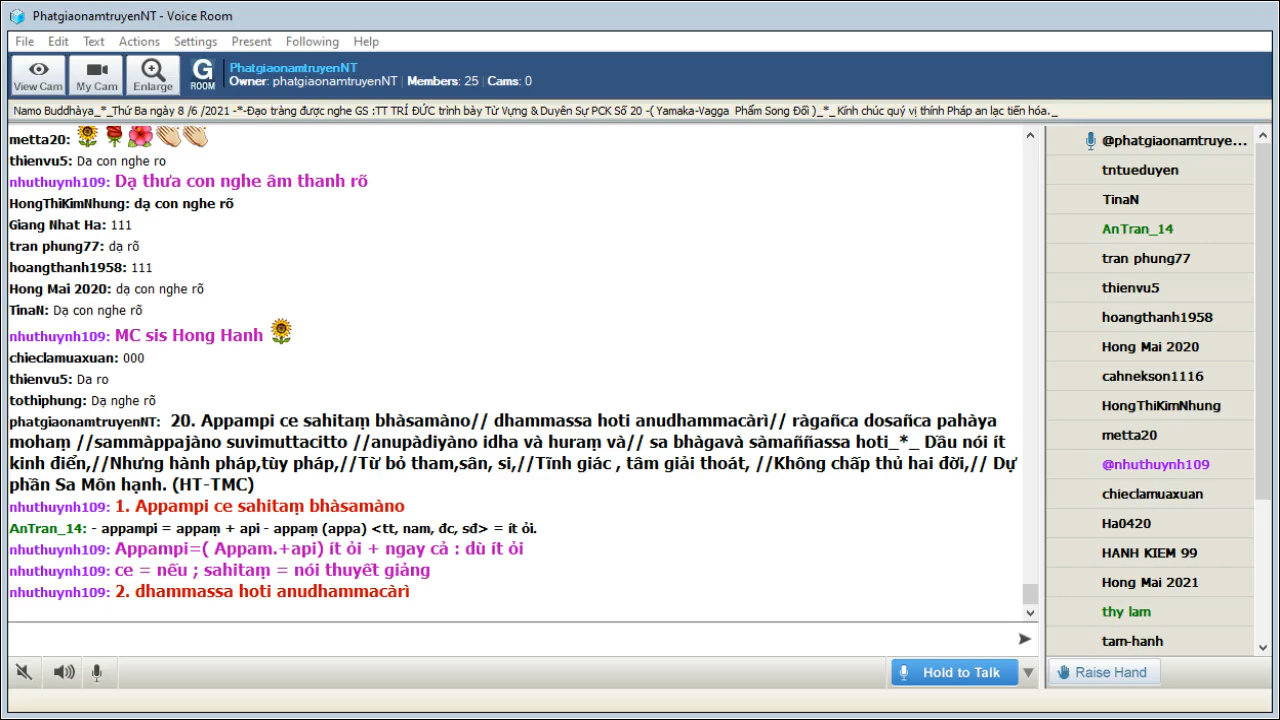 PhatgiaonamtruyenNT - Voice Room
File Edit Text Actions Settings Present Following Help
View Cam My Cam Enlarge G ROOM
PhatgiaonamtruyenNT
Owner: phatgiaonamtruyenNT | Members: 25 | Cams: 0
Namo Buddhàya_*_Thứ Ba ngày 8 /6 /2021 -*-Đạo tràng được nghe GS :TT TRÍ ĐỨC trình bày Từ Vựng & Duyên Sự PCK Số 20 -( Yamaka-Vagga Phẩm Song Đối )_*_ Kính chúc quý vị thính Pháp an lạc tiến hóa._
metta20:
thienvu5: Da con nghe ro
nhuthuynh109: Dạ thưa con nghe âm thanh rõ
HongThiKimNhung: dạ con nghe rõ
Giang Nhat Ha: 111
tran phung77: dạ rõ
hoangthanh1958: 111
Hong Mai 2020: dạ con nghe rõ
TinaN: Dạ con nghe rõ
nhuthuynh109: MC sis Hong Hanh
chieclamuaxuan: 000
thienvu5: Da ro
tothiphung: Dạ nghe rõ
phatgiaonamtruyenNT: 20. Appampi ce sahitaṃ bhàsamàno// dhammassa hoti anudhammacàrì// ràgañca dosañca pahàya
mohaṃ //sammàppajàno suvimuttacitto //anupàdiyàno idha và huraṃ và// sa bhàgavà sàmaññassa hoti_*_ Dầu nói ít
kinh điển,//Nhưng hành pháp,tùy pháp,//Từ bỏ tham,sân, si,//Tĩnh giác , tâm giải thoát, //Không chấp thủ hai đời,// Dự
phần Sa Môn hạnh. (HT-TMC)
nhuthuynh109: 1. Appampi ce sahitaṃ bhàsamàno
AnTran_14: - appampi = appaṃ + api - appaṃ (appa) <tt, nam, đc, sđ> = ít ỏi.
nhuthuynh109: Appampi=( Appam.+api) ít ỏi + ngay cả : dù ít ỏi
nhuthuynh109: ce = nếu ; sahitaṃ = nói thuyết giảng
nhuthuynh109: 2. dhammassa hoti anudhammacàrì
@phatgiaonamtruye...
tntueduyen
TinaN
AnTran_14
tran phung77
thienvu5
hoangthanh1958
Hong Mai 2020
cahnekson1116
HongThiKimNhung
metta20
@nhuthuynh109
chieclamuaxuan
Ha0420
HANH KIEM 99
Hong Mai 2021
thy lam
tam-hanh
Hold to Talk
Raise Hand